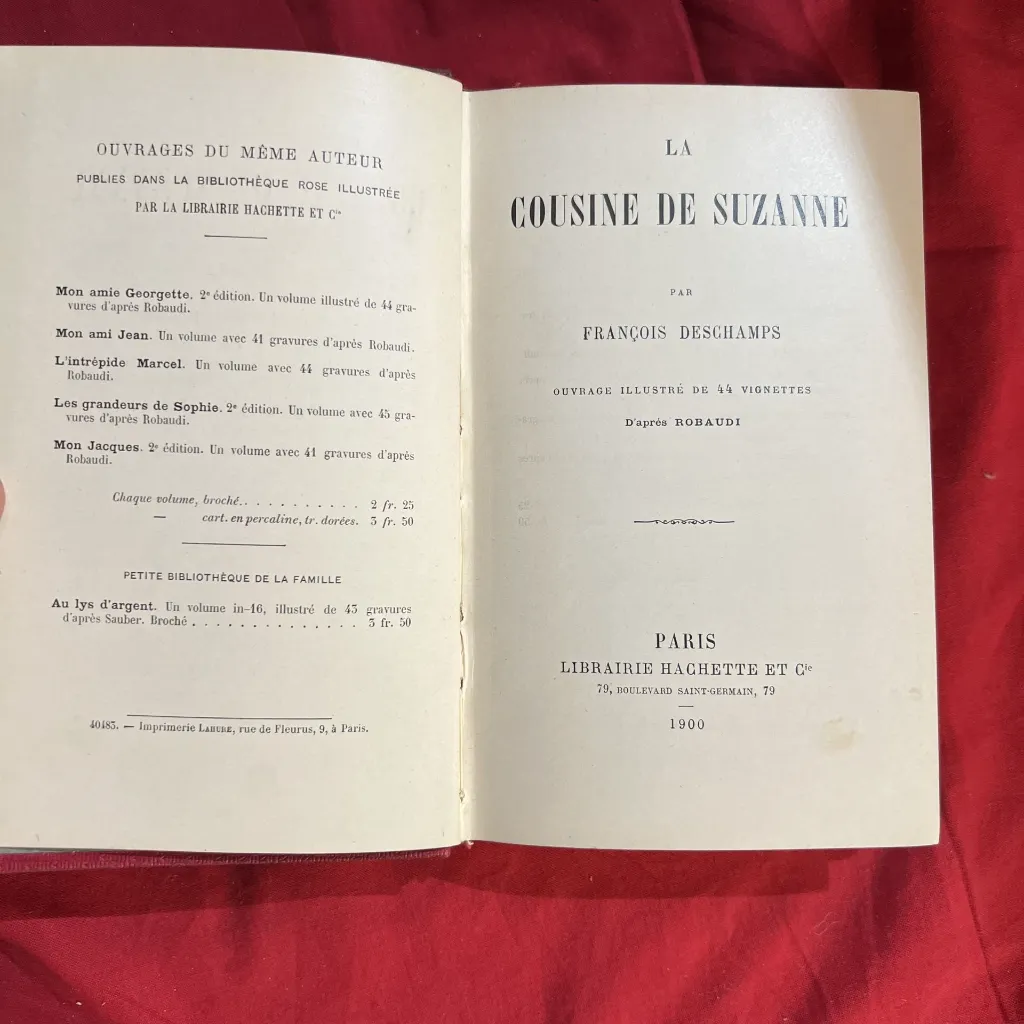 OUVRAGES DU MÊME AUTEUR
PUBLIES DANS LA BIBLIOTHÈQUE ROSE ILLUSTRÉE
PAR LA LIBRAIRIE HACHETTE ET Cie
Mon amie Georgette. 2e édition. Un volume illustré de 44 gra-
vures d'après Robaudi.
Mon ami Jean. Un volume avec 41 gravures d'après Robaudi.
L'intrépide Marcel. Un volume avec 44 gravures d'après
Robaudi.
Les grandeurs de Sophie. 2e édition. Un volume avec 45 gra-
vures d'après Robaudi.
Mon Jacques. 2e édition. Un volume avec 41 gravures d'après
Robaudi.
Chaque volume, broché. . . . . . . . . . . 2 fr. 25
— cart. en percaline, tr. dorées. 3 fr. 50
PETITE BIBLIOTHÈQUE DE LA FAMILLE
Au lys d'argent. Un volume in-16, illustré de 43 gravures
d'après Sauber. Broché . . . . . . . . . . . . . . 3 fr. 50
40483. — Imprimerie LAHURE, rue de Fleurus, 9, à Paris.
LA
COUSINE DE SUZANNE
PAR
FRANÇOIS DESCHAMPS
OUVRAGE ILLUSTRÉ DE 44 VIGNETTES
D'après ROBAUDI
PARIS
LIBRAIRIE HACHETTE ET Cie
79, BOULEVARD SAINT-GERMAIN, 79
1900